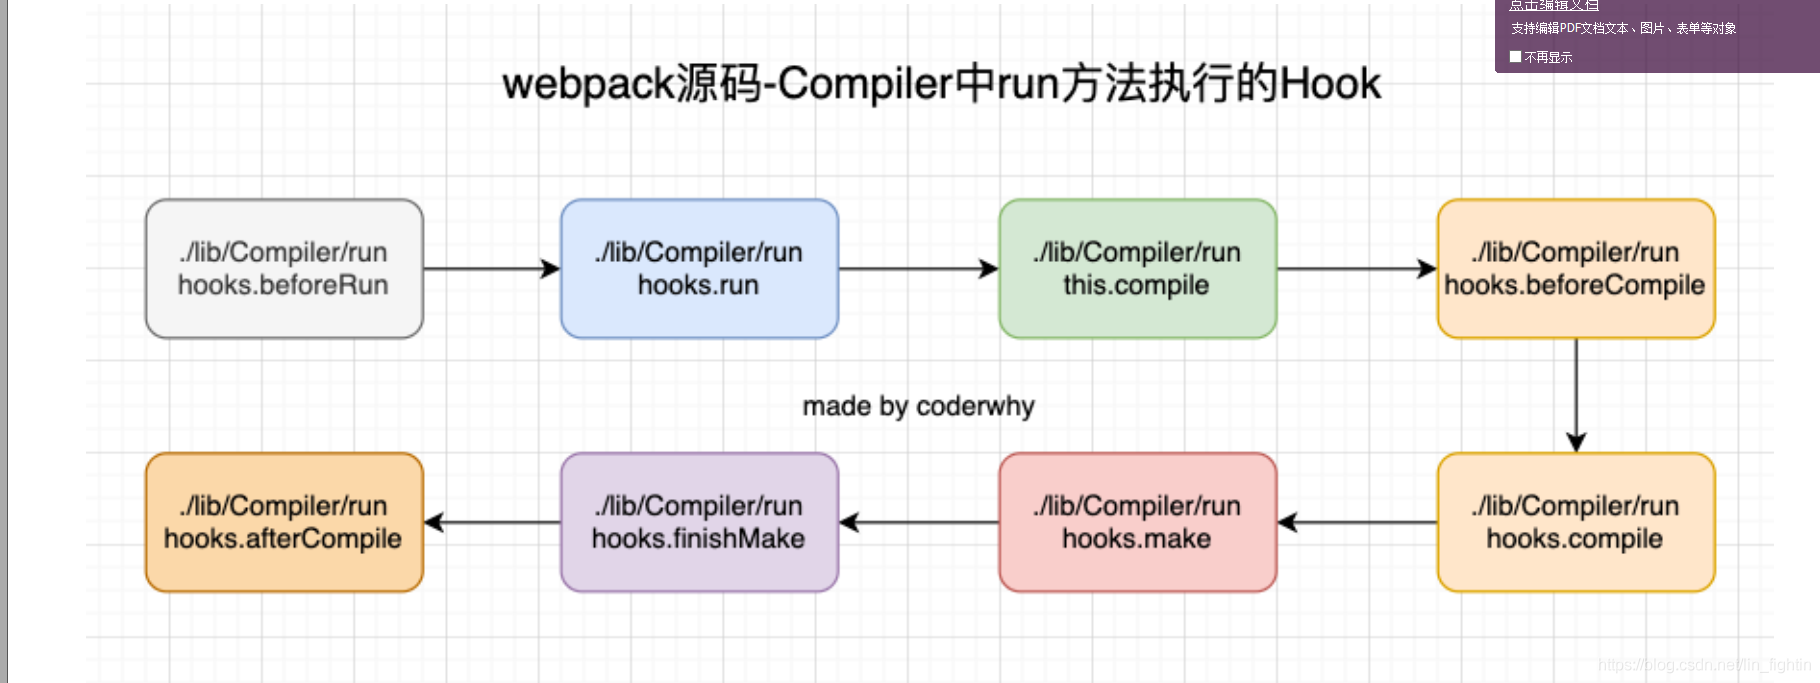 点击编辑文档
支持编辑PDF文档文本、图片、表单等对象
不再显示
webpack源码-Compiler中run方法执行的Hook
./lib/Compiler/run
hooks.beforeRun
./lib/Compiler/run
hooks.run
./lib/Compiler/run
this.compile
./lib/Compiler/run
hooks.beforeCompile
made by coderwhy
./lib/Compiler/run
hooks.afterCompile
./lib/Compiler/run
hooks.finishMake
./lib/Compiler/run
hooks.make
./lib/Compiler/run
hooks.compile
https://blog.csdn.net/lin_fightin